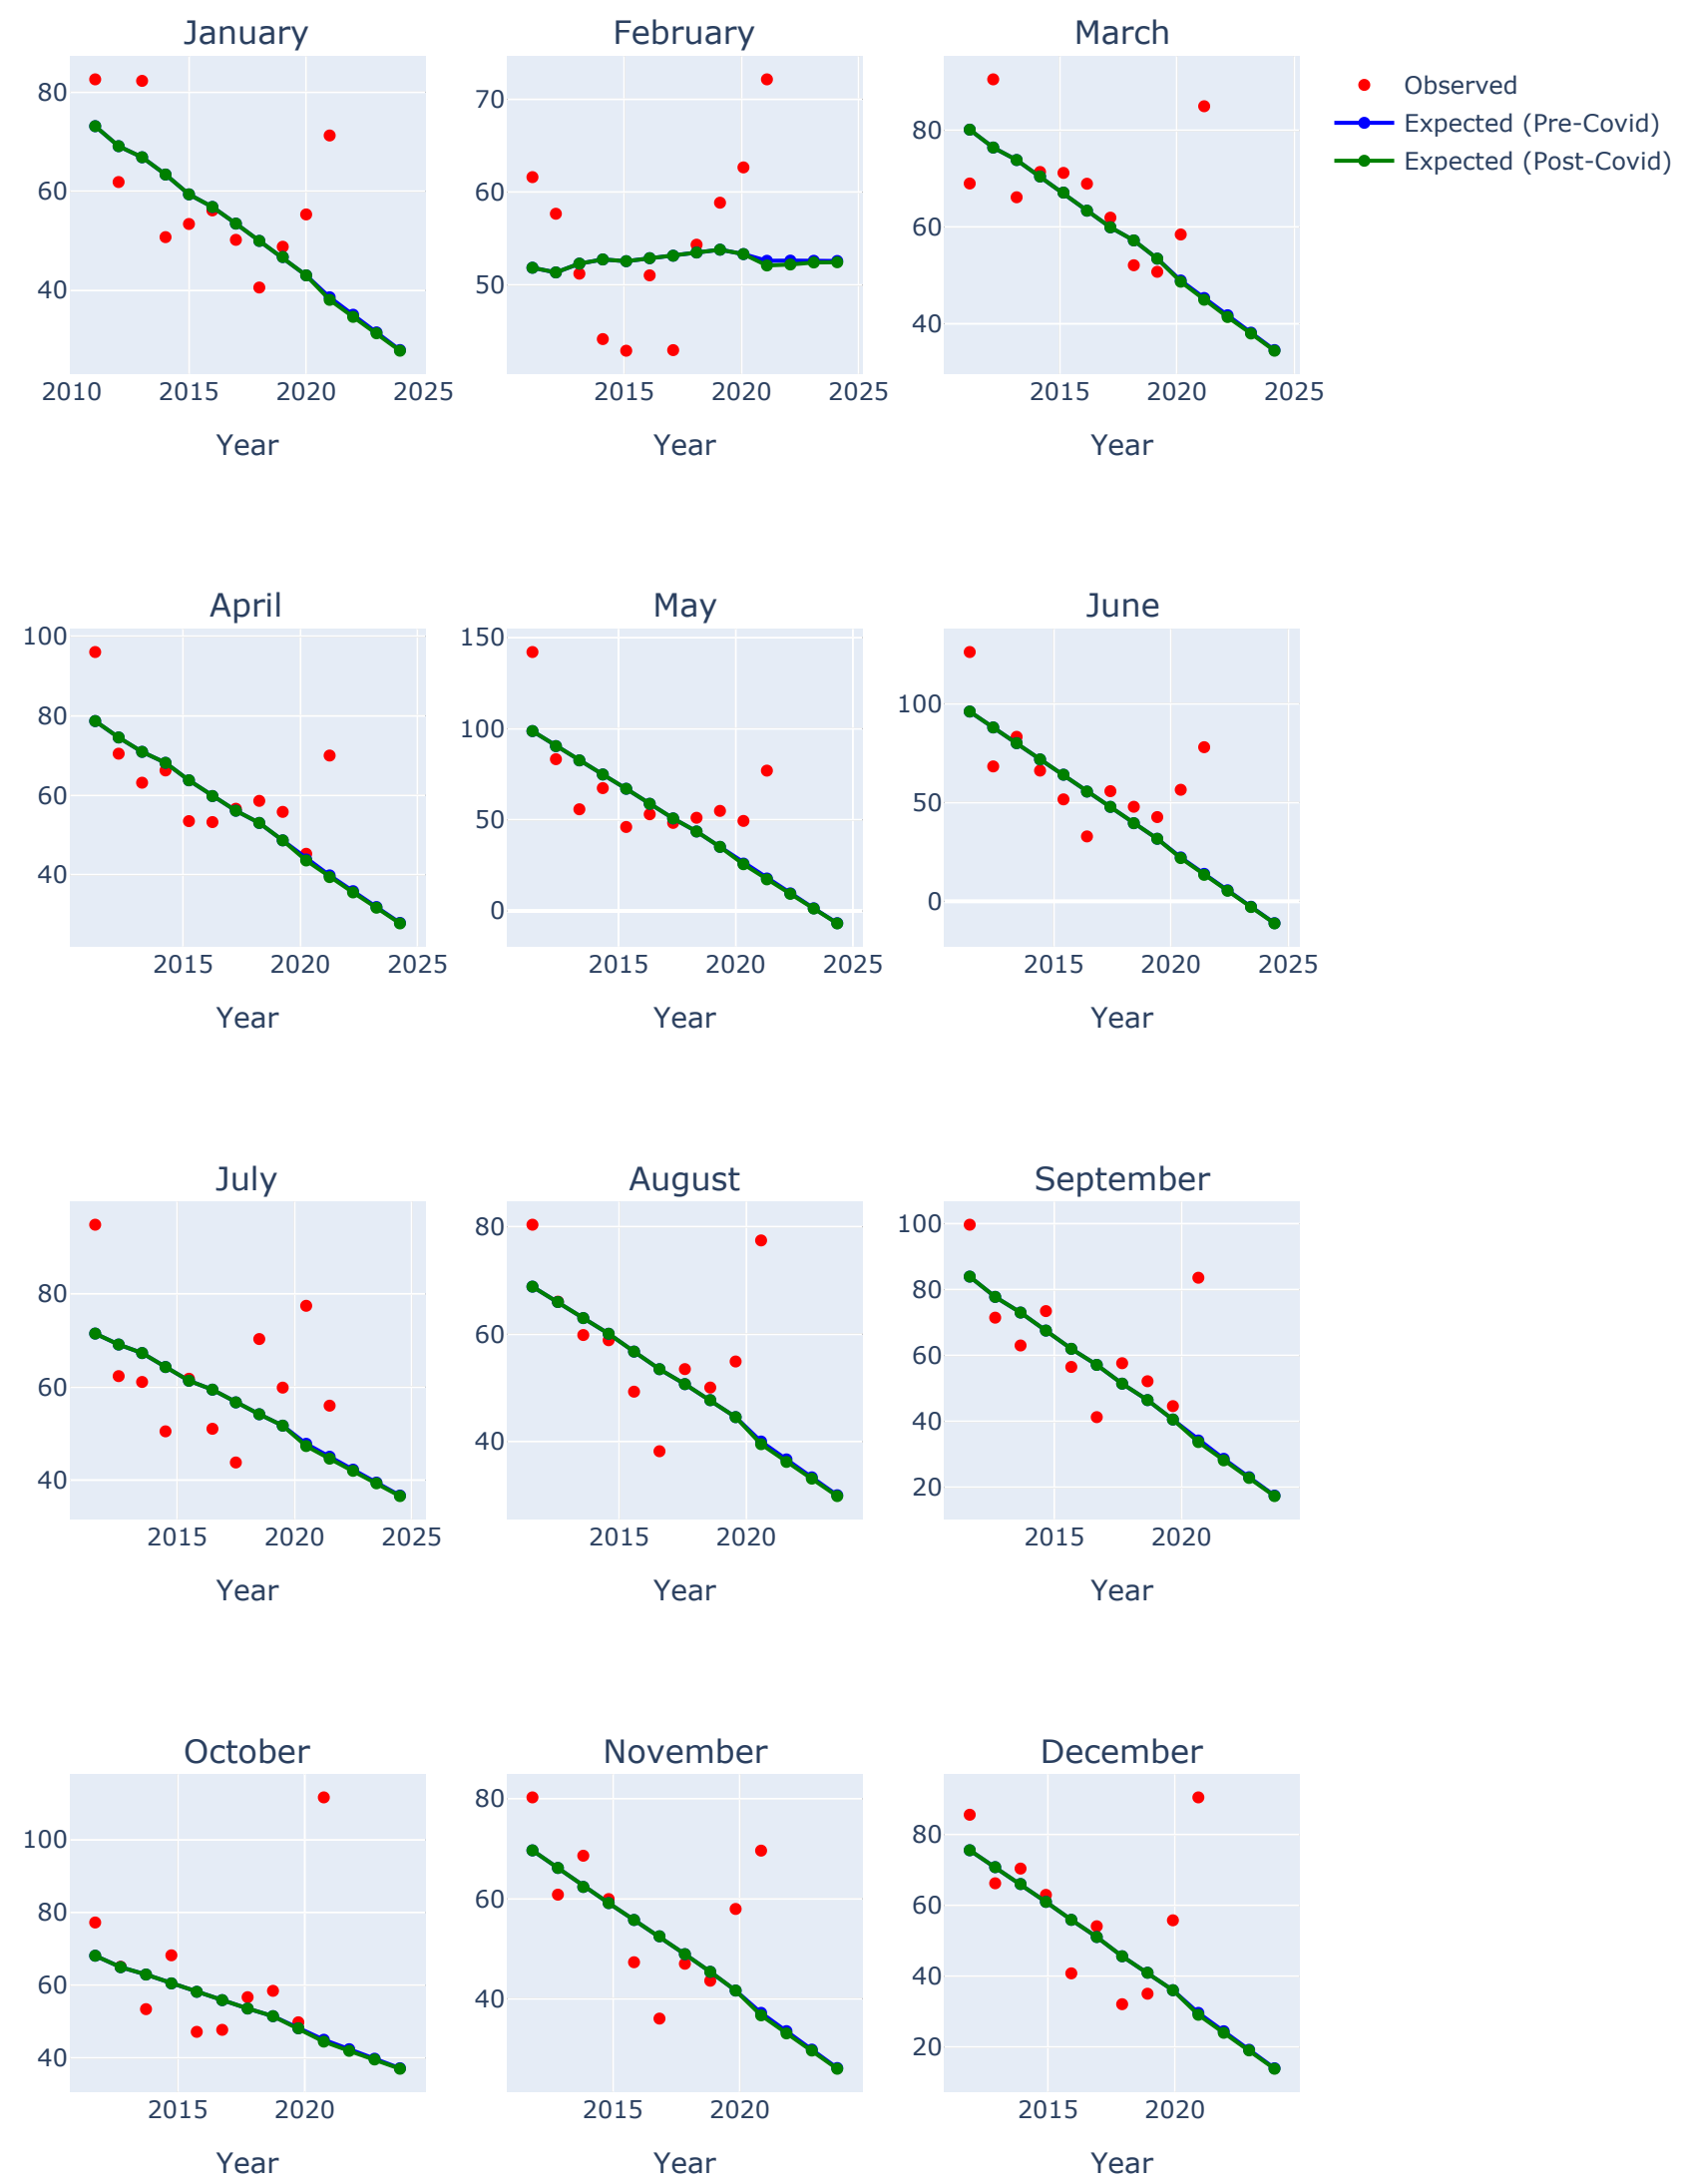 January February March
80
60
40
2010 2015 2020 2025
Year
70
60
50
2015 2020 2025
Year
80
60
40
2015 2020 2025
Year
Observed
Expected (Pre-Covid)
Expected (Post-Covid)
April May June
100
80
60
40
2015 2020 2025
Year
150
100
50
0
2015 2020 2025
Year
100
50
0
2015 2020 2025
Year
July August September
80
60
40
2015 2020 2025
Year
80
60
40
2015 2020
Year
100
80
60
40
20
2015 2020
Year
October November December
100
80
60
40
2015 2020
Year
80
60
40
2015 2020
Year
80
60
40
20
2015 2020
Year